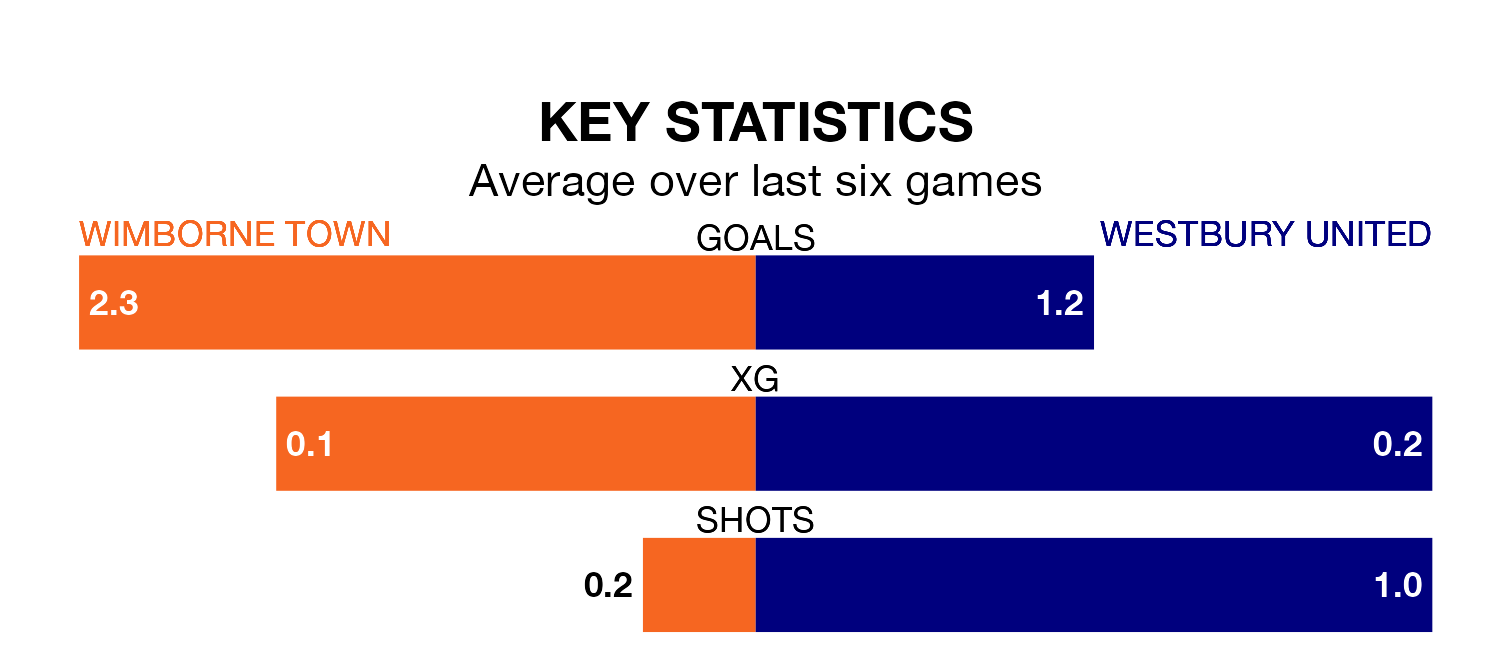 KEY STATISTICS
Average over last six games
WIMBORNE TOWN
GOALS
WESTBURY UNITED
2.3
1.2
XG
0.1
0.2
SHOTS
0.2
1.0